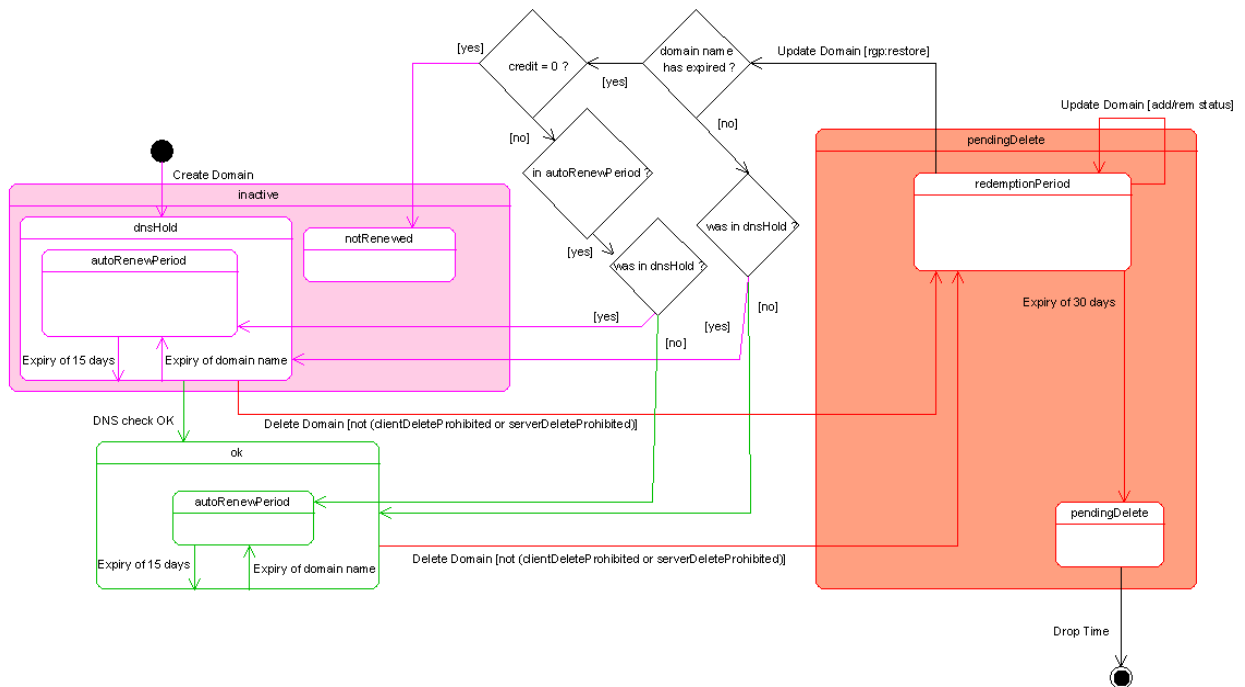 [yes]
credit = 0 ?
domain name
has expired ?
Update Domain [rgp:restore]
[yes]
Update Domain [add/rem status]
[no]
[no]
pendingDelete
Create Domain
in autoRenewPeriod ?
redemptionPeriod
inactive
dnsHold
notRenewed
was in dnsHold ?
autoRenewPeriod
[yes]
was in dnsHold ?
Expiry of 30 days
[no]
[yes]
[yes]
[no]
Expiry of 15 days
Expiry of domain name
DNS check OK
Delete Domain [not (clientDeleteProhibited or serverDeleteProhibited)]
ok
autoRenewPeriod
pendingDelete
Expiry of 15 days
Expiry of domain name
Delete Domain [not (clientDeleteProhibited or serverDeleteProhibited)]
Drop Time